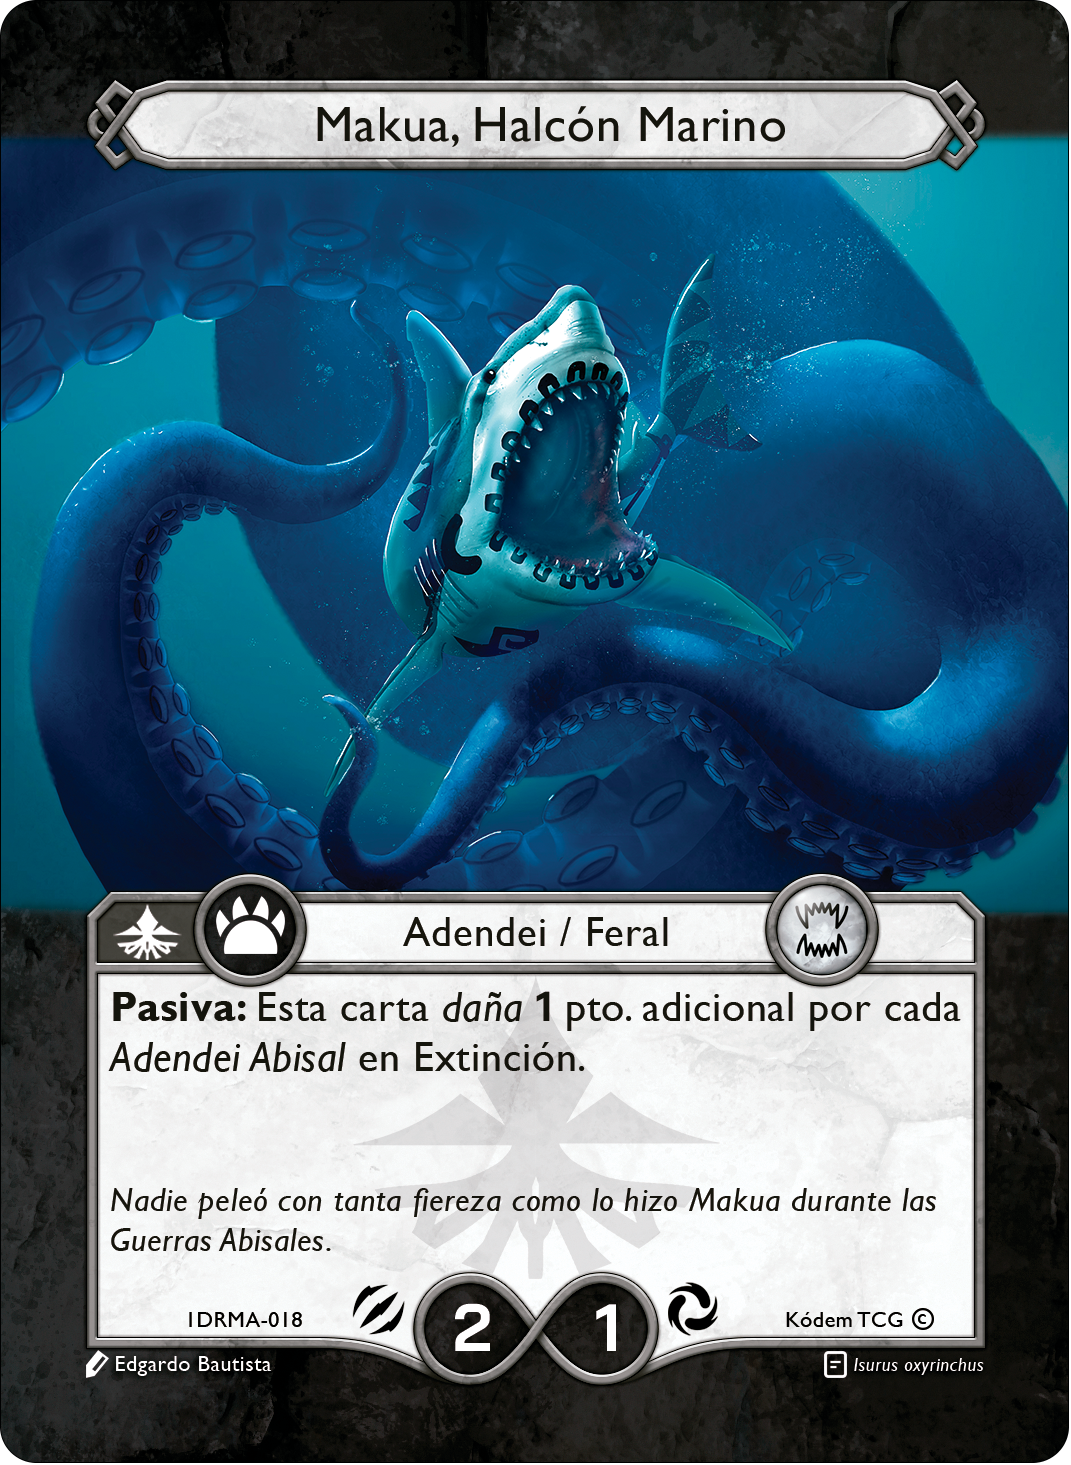 Makua, Halcón Marino
Adendei / Feral
Pasiva: Esta carta daña 1 pto. adicional por cada
Adendei Abisal en Extinción.
Nadie peleó con tanta fiereza como lo hizo Makua durante las
Guerras Abisales.
1DRMA-018
2
1
Kódem TCG ©
Edgardo Bautista
Isurus oxyrinchus